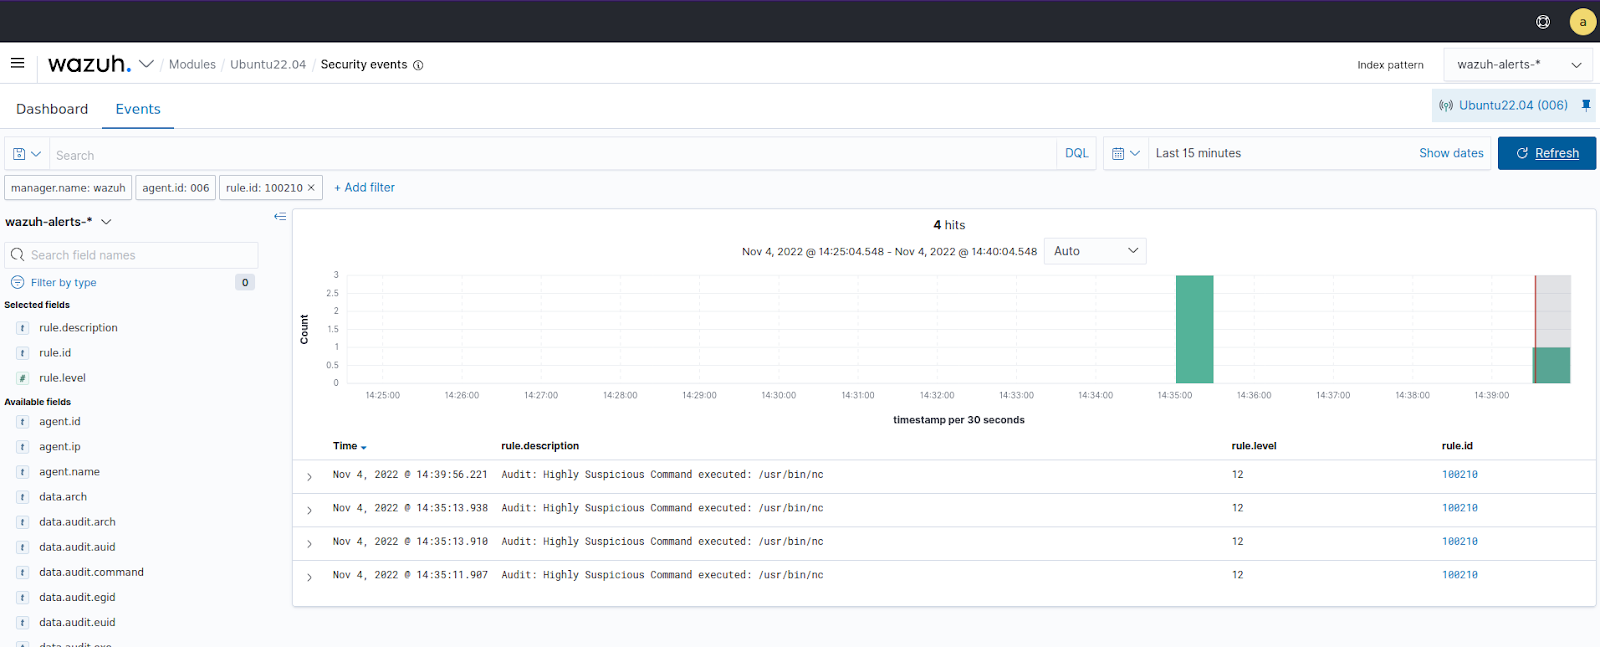 a
wazuh. / Modules / Ubuntu22.04 / Security events
Index pattern wazuh-alerts-*
Dashboard Events
Ubuntu22.04 (006)
Search DQL Last 15 minutes Show dates Refresh
manager.name: wazuh agent.id: 006 rule.id: 100210 × + Add filter
wazuh-alerts-*
Search field names
Filter by type 0
Selected fields
t rule.description
t rule.id
# rule.level
Available fields
t agent.id
t agent.ip
t agent.name
t data.arch
t data.audit.arch
t data.audit.auid
t data.audit.command
t data.audit.egid
t data.audit.euid
t data.audit.exe
4 hits
Nov 4, 2022 @ 14:25:04.548 - Nov 4, 2022 @ 14:40:04.548 Auto
3
2.5
2
1.5
1
0.5
0
Count
14:25:00 14:26:00 14:27:00 14:28:00 14:29:00 14:30:00 14:31:00 14:32:00 14:33:00 14:34:00 14:35:00 14:36:00 14:37:00 14:38:00 14:39:00
timestamp per 30 seconds
Time rule.description rule.level rule.id
Nov 4, 2022 @ 14:39:56.221 Audit: Highly Suspicious Command executed: /usr/bin/nc 12 100210
Nov 4, 2022 @ 14:35:13.938 Audit: Highly Suspicious Command executed: /usr/bin/nc 12 100210
Nov 4, 2022 @ 14:35:13.910 Audit: Highly Suspicious Command executed: /usr/bin/nc 12 100210
Nov 4, 2022 @ 14:35:11.907 Audit: Highly Suspicious Command executed: /usr/bin/nc 12 100210